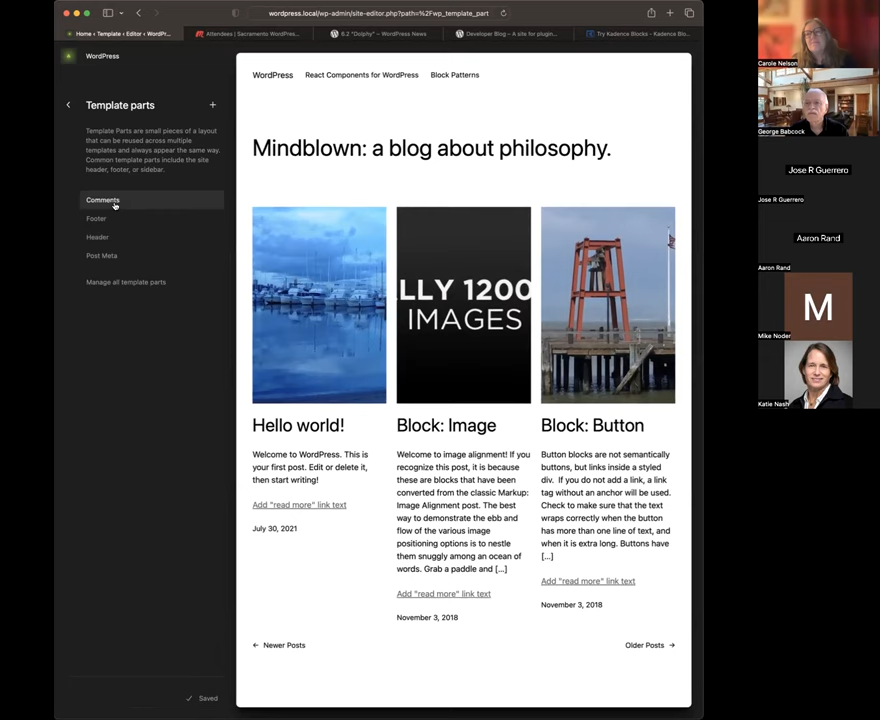 wordpress.local/wp-admin/site-editor.php?path=%2Fwp_template_part
Home ‹ Template ‹ Editor ‹ WordPr...
Attendees | Sacramento WordPres...
6.2 "Dolphy" – WordPress News
Developer Blog – A site for plugin...
Try Kadence Blocks - Kadence Blo...
WordPress
Template parts
Template Parts are small pieces of a layout
that can be reused across multiple
templates and always appear the same way.
Common template parts include the site
header, footer, or sidebar.
Comments
Footer
Header
Post Meta
Manage all template parts
Saved
WordPress
React Components for WordPress
Block Patterns
Mindblown: a blog about philosophy.
LLY 1200
IMAGES
Hello world!
Welcome to WordPress. This is
your first post. Edit or delete it,
then start writing!
Add "read more" link text
July 30, 2021
Block: Image
Welcome to image alignment! If you
recognize this post, it is because
these are blocks that have been
converted from the classic Markup:
Image Alignment post. The best
way to demonstrate the ebb and
flow of the various image
positioning options is to nestle
them snuggly among an ocean of
words. Grab a paddle and [...]
Add "read more" link text
November 3, 2018
Block: Button
Button blocks are not semantically
buttons, but links inside a styled
div.  If you do not add a link, a link
tag without an anchor will be used.
Check to make sure that the text
wraps correctly when the button
has more than one line of text, and
when it is extra long. Buttons have
[...]
Add "read more" link text
November 3, 2018
← Newer Posts
Older Posts →
Carole Nelson
George Babcock
Jose R Guerrero
Jose R Guerrero
Aaron Rand
Aaron Rand
M
Mike Noder
Katie Nash